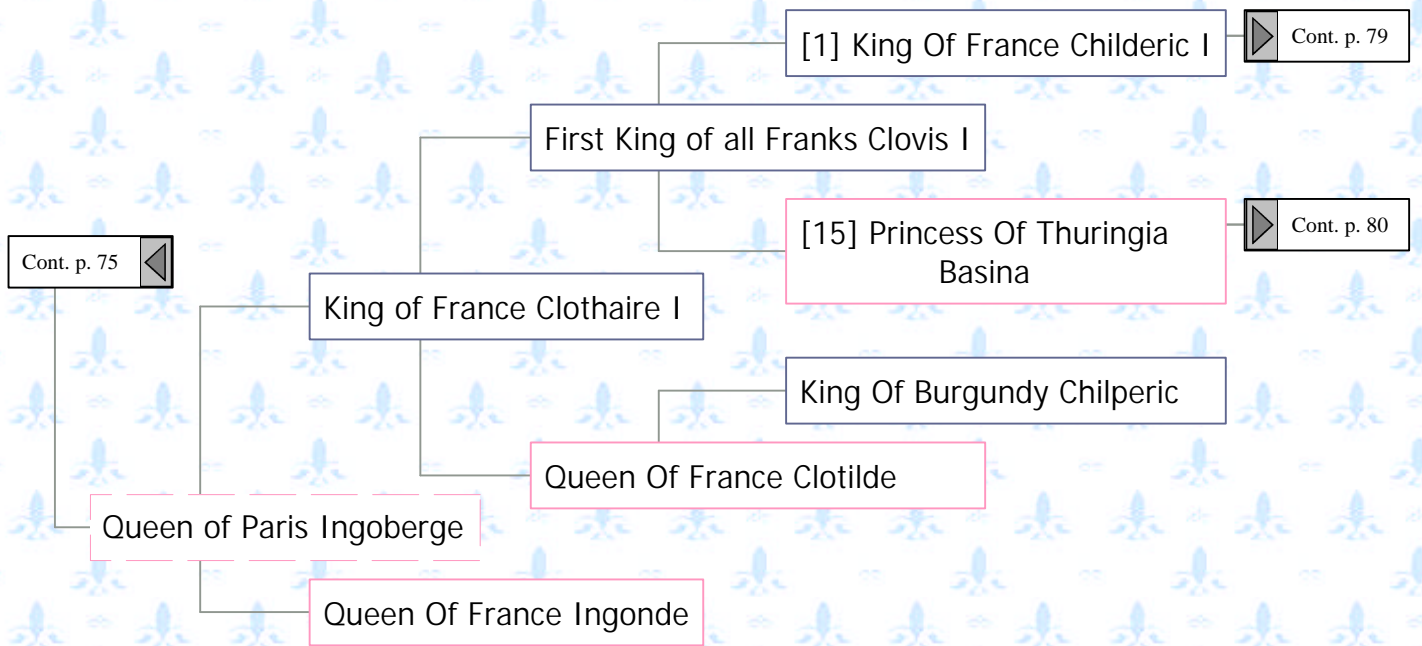 [1] King Of France Childeric I
Cont. p. 79
First King of all Franks Clovis I
[15] Princess Of Thuringia
Basina
Cont. p. 80
Cont. p. 75
King of France Clothaire I
King Of Burgundy Chilperic
Queen Of France Clotilde
Queen of Paris Ingoberge
Queen Of France Ingonde